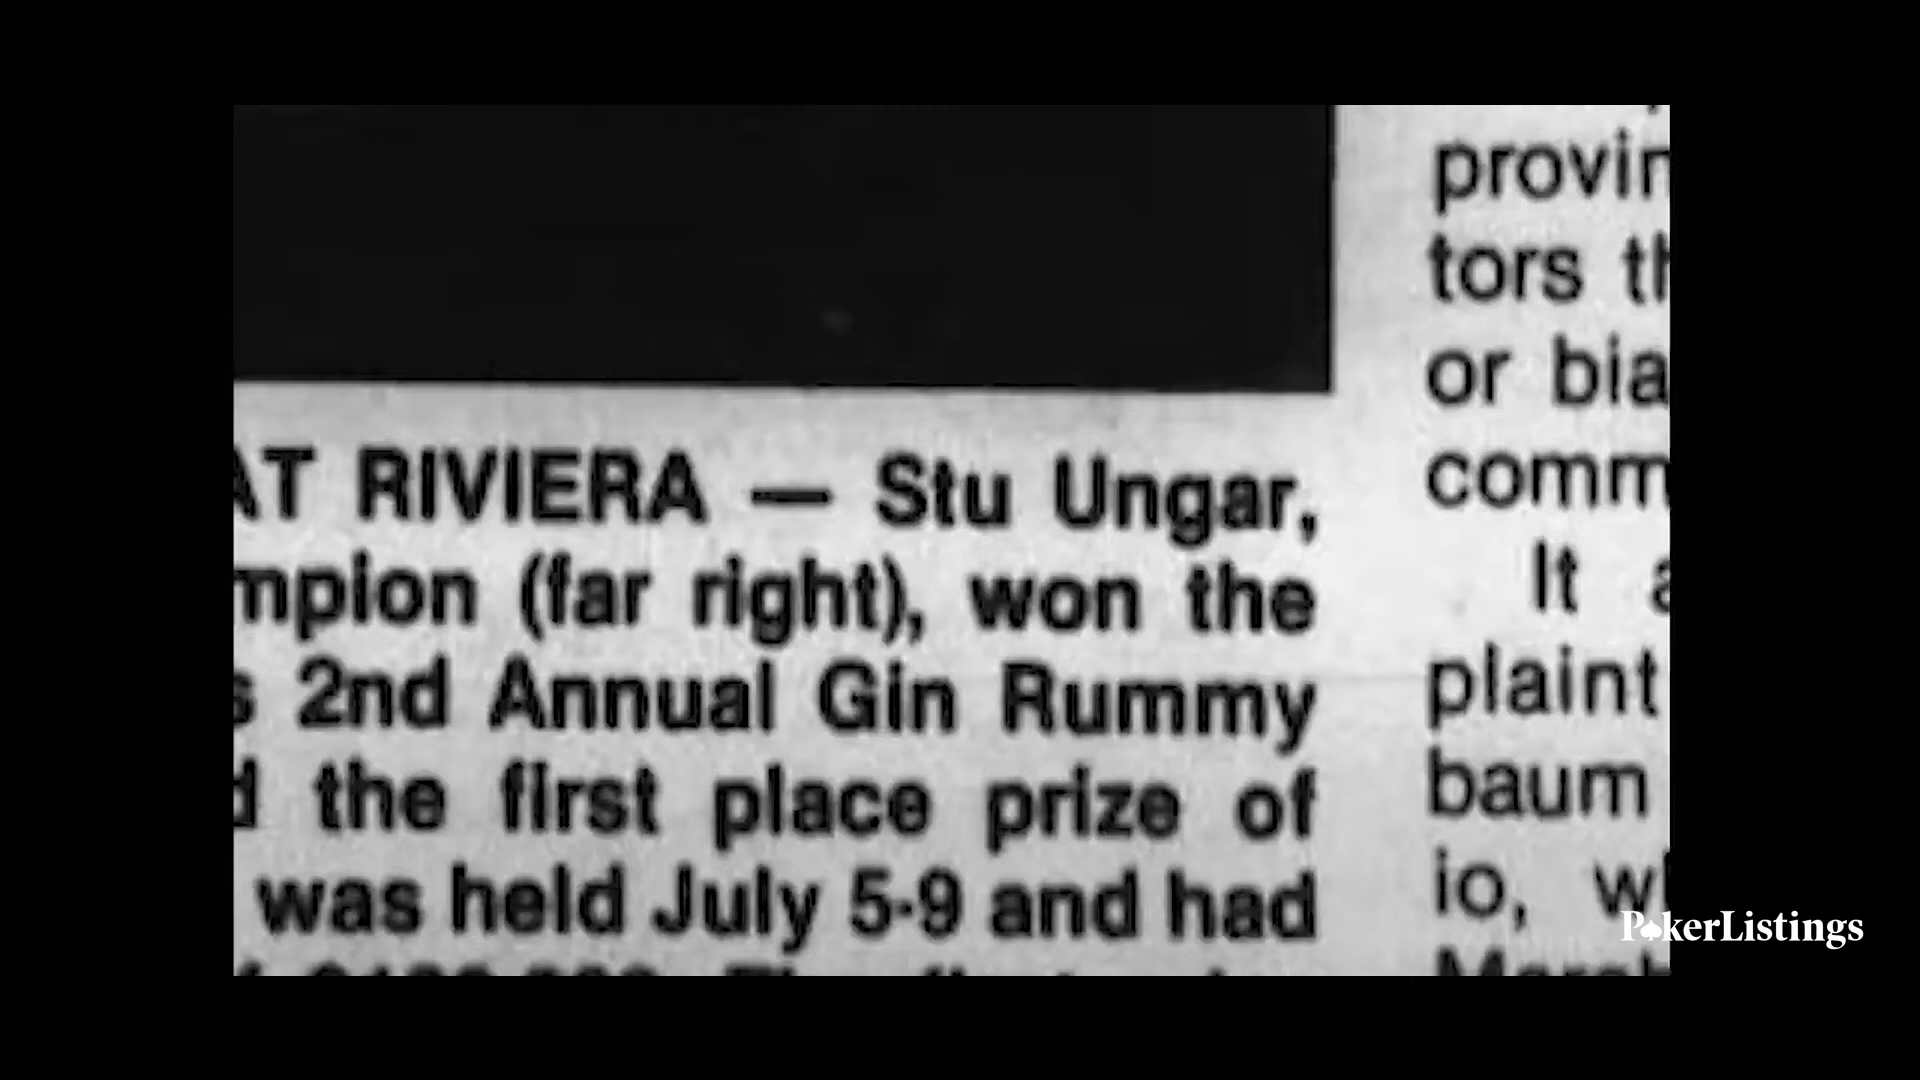 AT RIVIERA — Stu Ungar,
mpion (far right), won the
s 2nd Annual Gin Rummy
d the first place prize of
was held July 5-9 and had
provin
tors th
or bia
comm
It a
plaint
baum
io, wh
PokerListings